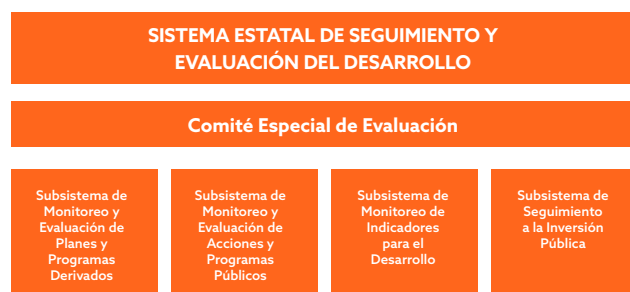 SISTEMA ESTATAL DE SEGUIMIENTO Y
EVALUACIÓN DEL DESARROLLO
Comité Especial de Evaluación
Subsistema de
Monitoreo y
Evaluación de
Planes y
Programas
Derivados
Subsistema de
Monitoreo y
Evaluación de
Acciones y
Programas
Públicos
Subsistema de
Monitoreo de
Indicadores
para el
Desarrollo
Subsistema de
Seguimiento
a la Inversión
Pública